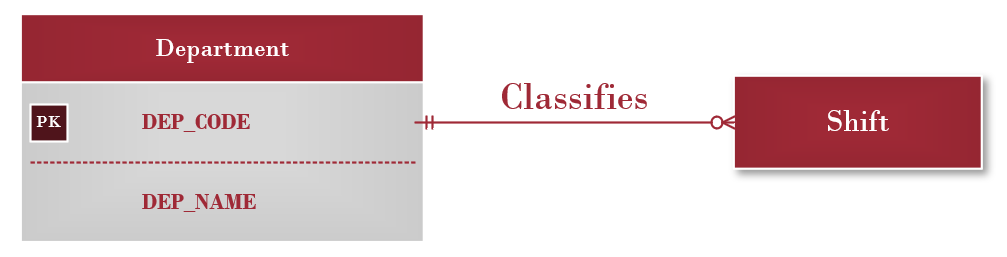 Department
PK DEP_CODE
DEP_NAME
Classifies
Shift